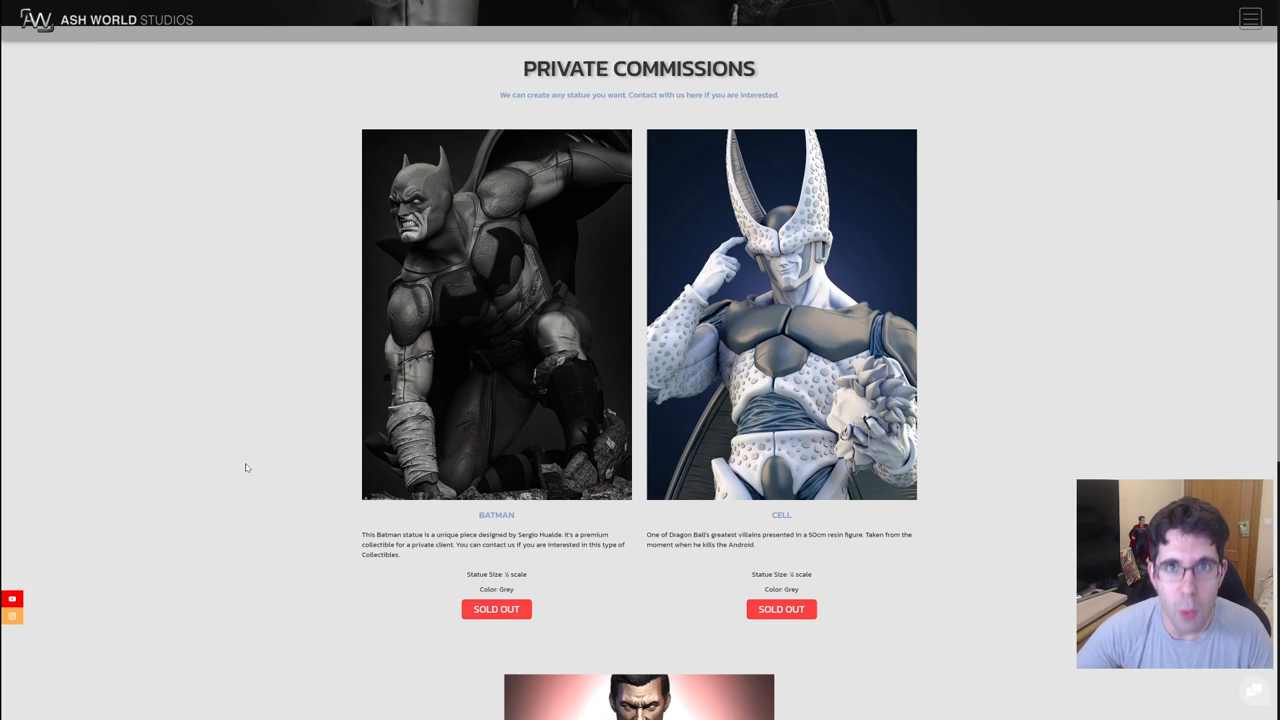 ASH WORLD STUDIOS
PRIVATE COMMISSIONS
We can create any statue you want. Contact with us here if you are interested.
BATMAN
This Batman statue is a unique piece designed by Sergio Hualde. It's a premium
collectible for a private client. You can contact us if you are interested in this type of
Collectibles.
Statue Size: ¼ scale
Color: Grey
SOLD OUT
CELL
One of Dragon Ball's greatest villains presented in a 50cm resin figure. Taken from the
moment when he kills the Android.
Statue Size: ¼ scale
Color: Grey
SOLD OUT